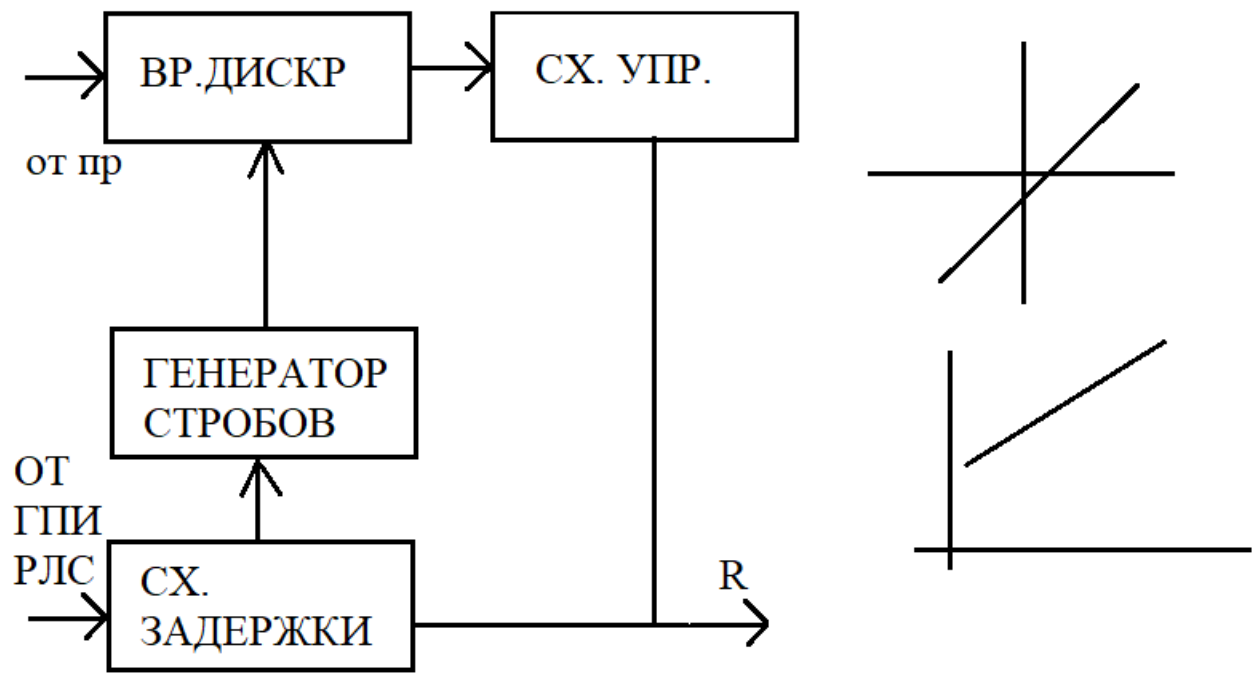 ВР.ДИСКР
СХ. УПР.
от пр
ГЕНЕРАТОР
СТРОБОВ
ОТ
ГПИ
РЛС
СХ.
ЗАДЕРЖКИ
R